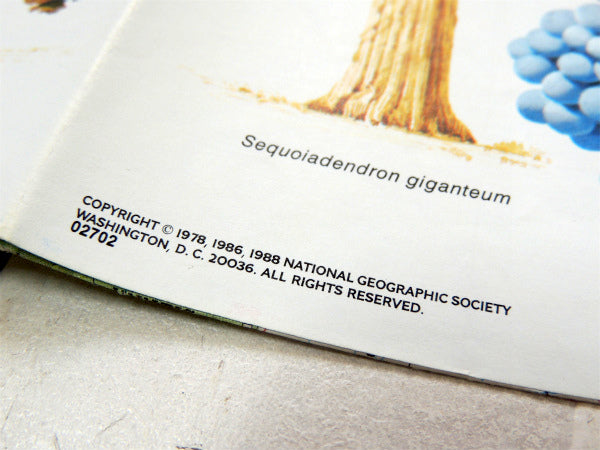 Sequoiadendron giganteum
COPYRIGHT © 1978, 1986, 1988 NATIONAL GEOGRAPHIC SOCIETY
WASHINGTON, D. C. 20036. ALL RIGHTS RESERVED.
02702